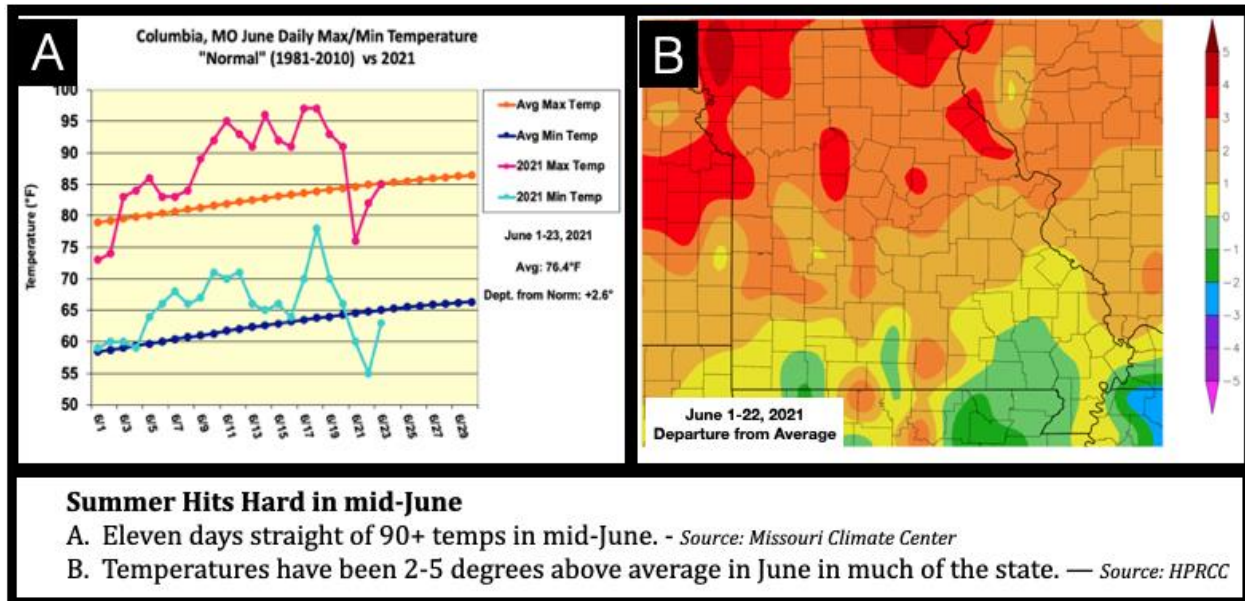 A
Columbia, MO June Daily Max/Min Temperature
"Normal" (1981-2010) vs 2021
Temperature (°F)
100
95
90
85
80
75
70
65
60
55
50
6/1
6/3
6/5
6/7
6/9
6/11
6/13
6/15
6/17
6/19
6/21
6/23
6/25
6/27
6/29
Avg Max Temp
Avg Min Temp
2021 Max Temp
2021 Min Temp
June 1-23, 2021
Avg: 76.4°F
Dept. from Norm: +2.6°
B
5
4
3
2
1
0
-1
-2
-3
-4
-5
June 1-22, 2021
Departure from Average
Summer Hits Hard in mid-June
A. Eleven days straight of 90+ temps in mid-June. - Source: Missouri Climate Center
B. Temperatures have been 2-5 degrees above average in June in much of the state. — Source: HPRCC